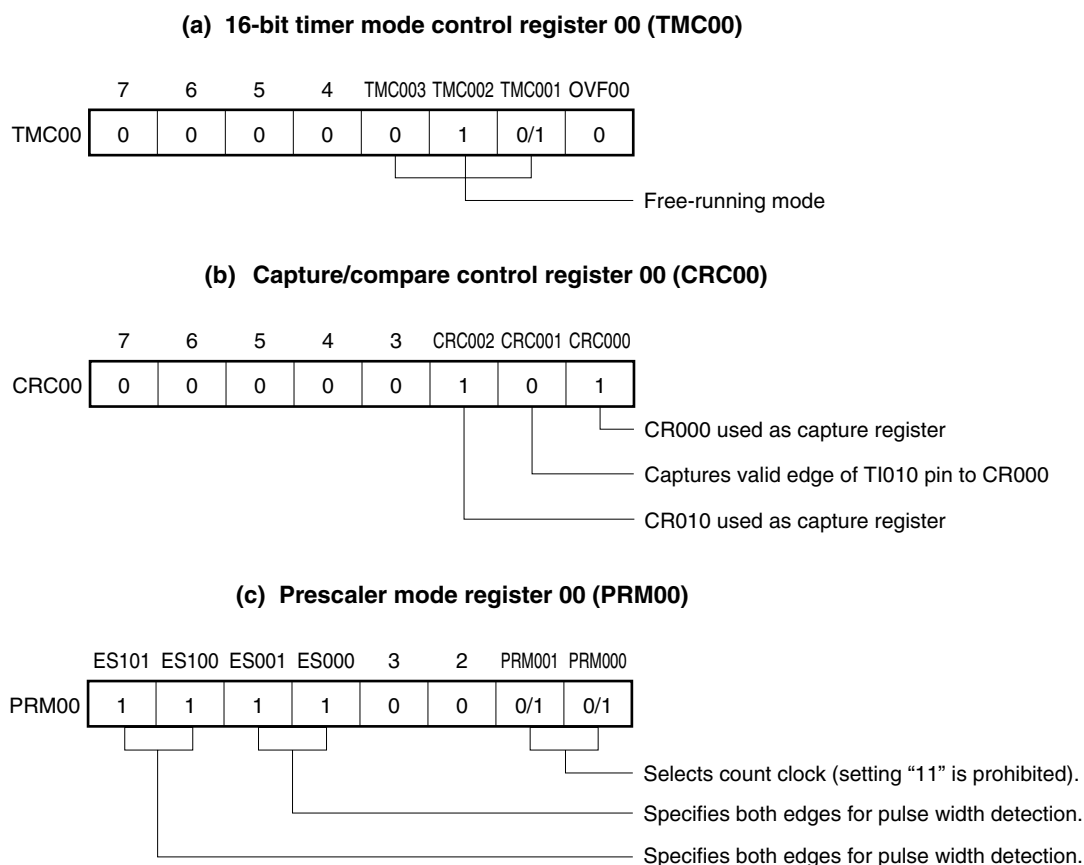 (a) 16-bit timer mode control register 00 (TMC00)
7 6 5 4 TMC003 TMC002 TMC001 OVF00
TMC00 0 0 0 0 0 1 0/1 0
Free-running mode
(b) Capture/compare control register 00 (CRC00)
7 6 5 4 3 CRC002 CRC001 CRC000
CRC00 0 0 0 0 0 1 0 1
CR000 used as capture register
Captures valid edge of TI010 pin to CR000
CR010 used as capture register
(c) Prescaler mode register 00 (PRM00)
ES101 ES100 ES001 ES000 3 2 PRM001 PRM000
PRM00 1 1 1 1 0 0 0/1 0/1
Selects count clock (setting “11” is prohibited).
Specifies both edges for pulse width detection.
Specifies both edges for pulse width detection.